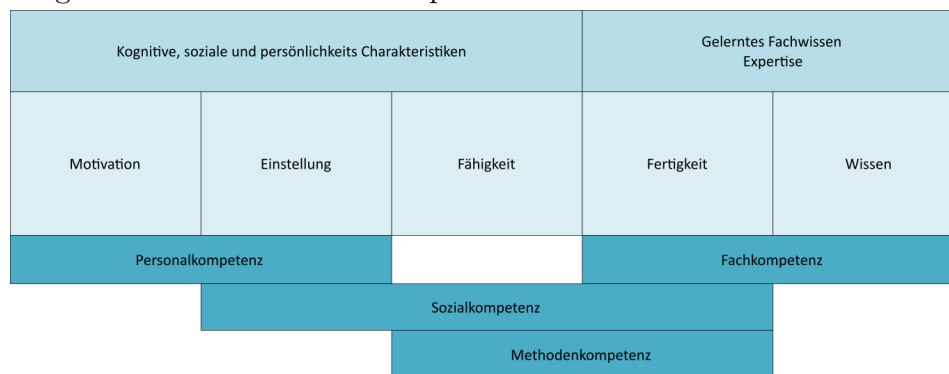 Kognitive, soziale und persönlichkeits Charakteristiken
Gelerntes Fachwissen
Expertise
Motivation
Einstellung
Fähigkeit
Fertigkeit
Wissen
Personalkompetenz
Fachkompetenz
Sozialkompetenz
Methodenkompetenz